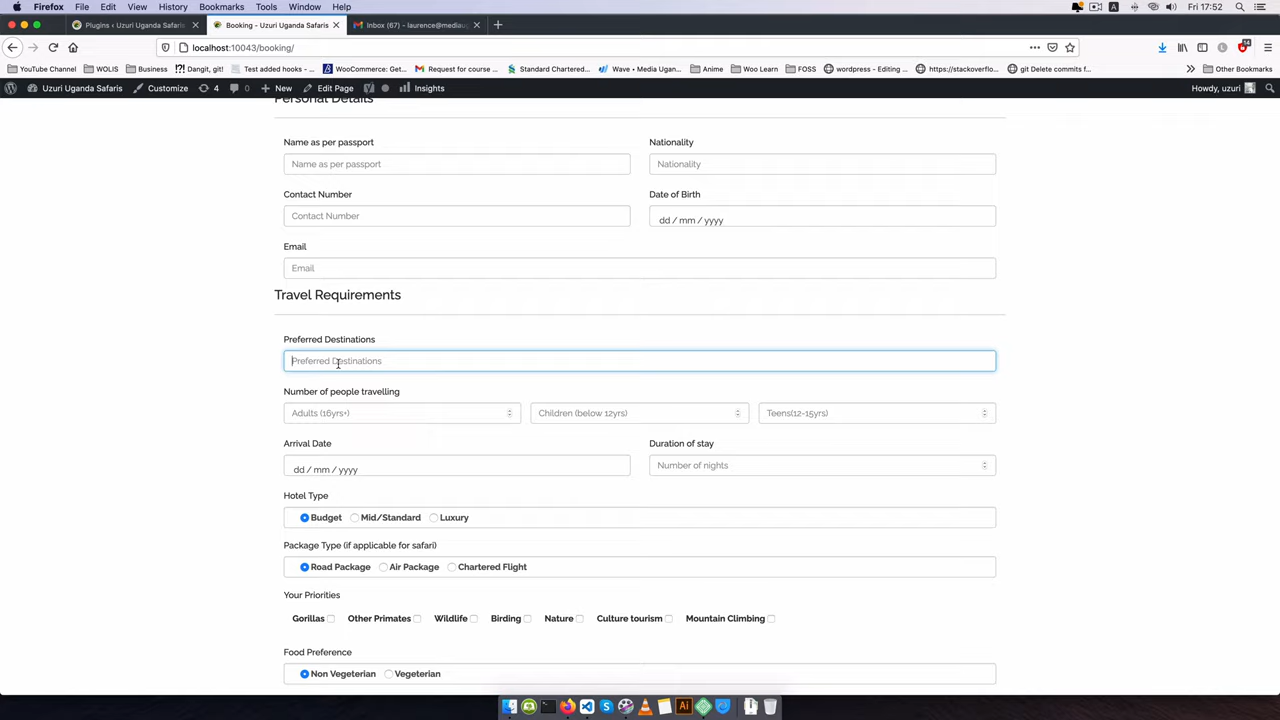 Firefox File Edit View History Bookmarks Tools Window Help Fri 17:52
Plugins ‹ Uzuri Uganda Safaris Booking - Uzuri Uganda Safaris Inbox (67) - laurence@mediau
localhost:10043/booking/
YouTube Channel WOLIS Business Dangit, git! Test added hooks - WooCommerce: Get... Request for course ... Standard Chartered... Wave • Media Ugan... Anime Woo Learn FOSS wordpress - Editing ... https://stackoverflo... git Delete commits f... Other Bookmarks
Uzuri Uganda Safaris Customize 4 0 New Edit Page Insights Howdy, uzuri
Personal Details
Name as per passport Nationality
Name as per passport Nationality
Contact Number Date of Birth
Contact Number dd / mm / yyyy
Email
Email
Travel Requirements
Preferred Destinations
Preferred Destinations
Number of people travelling
Adults (16yrs+) Children (below 12yrs) Teens(12-15yrs)
Arrival Date Duration of stay
dd / mm / yyyy Number of nights
Hotel Type
Budget Mid/Standard Luxury
Package Type (if applicable for safari)
Road Package Air Package Chartered Flight
Your Priorities
Gorillas Other Primates Wildlife Birding Nature Culture tourism Mountain Climbing
Food Preference
Non Vegeterian Vegeterian